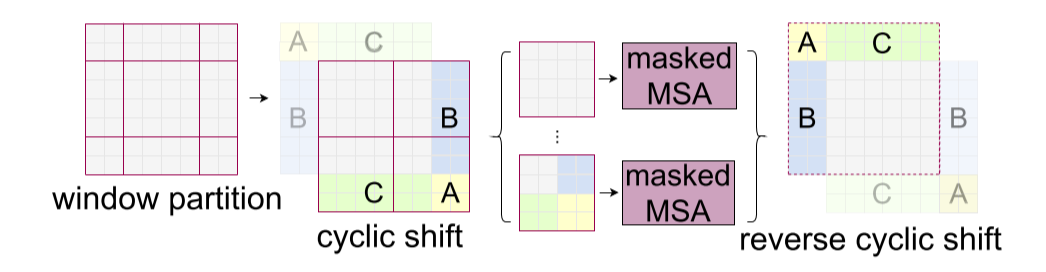 A C
B
B
C A
window partition
cyclic shift
masked
MSA
⋮
masked
MSA
A C
B B
C A
reverse cyclic shift